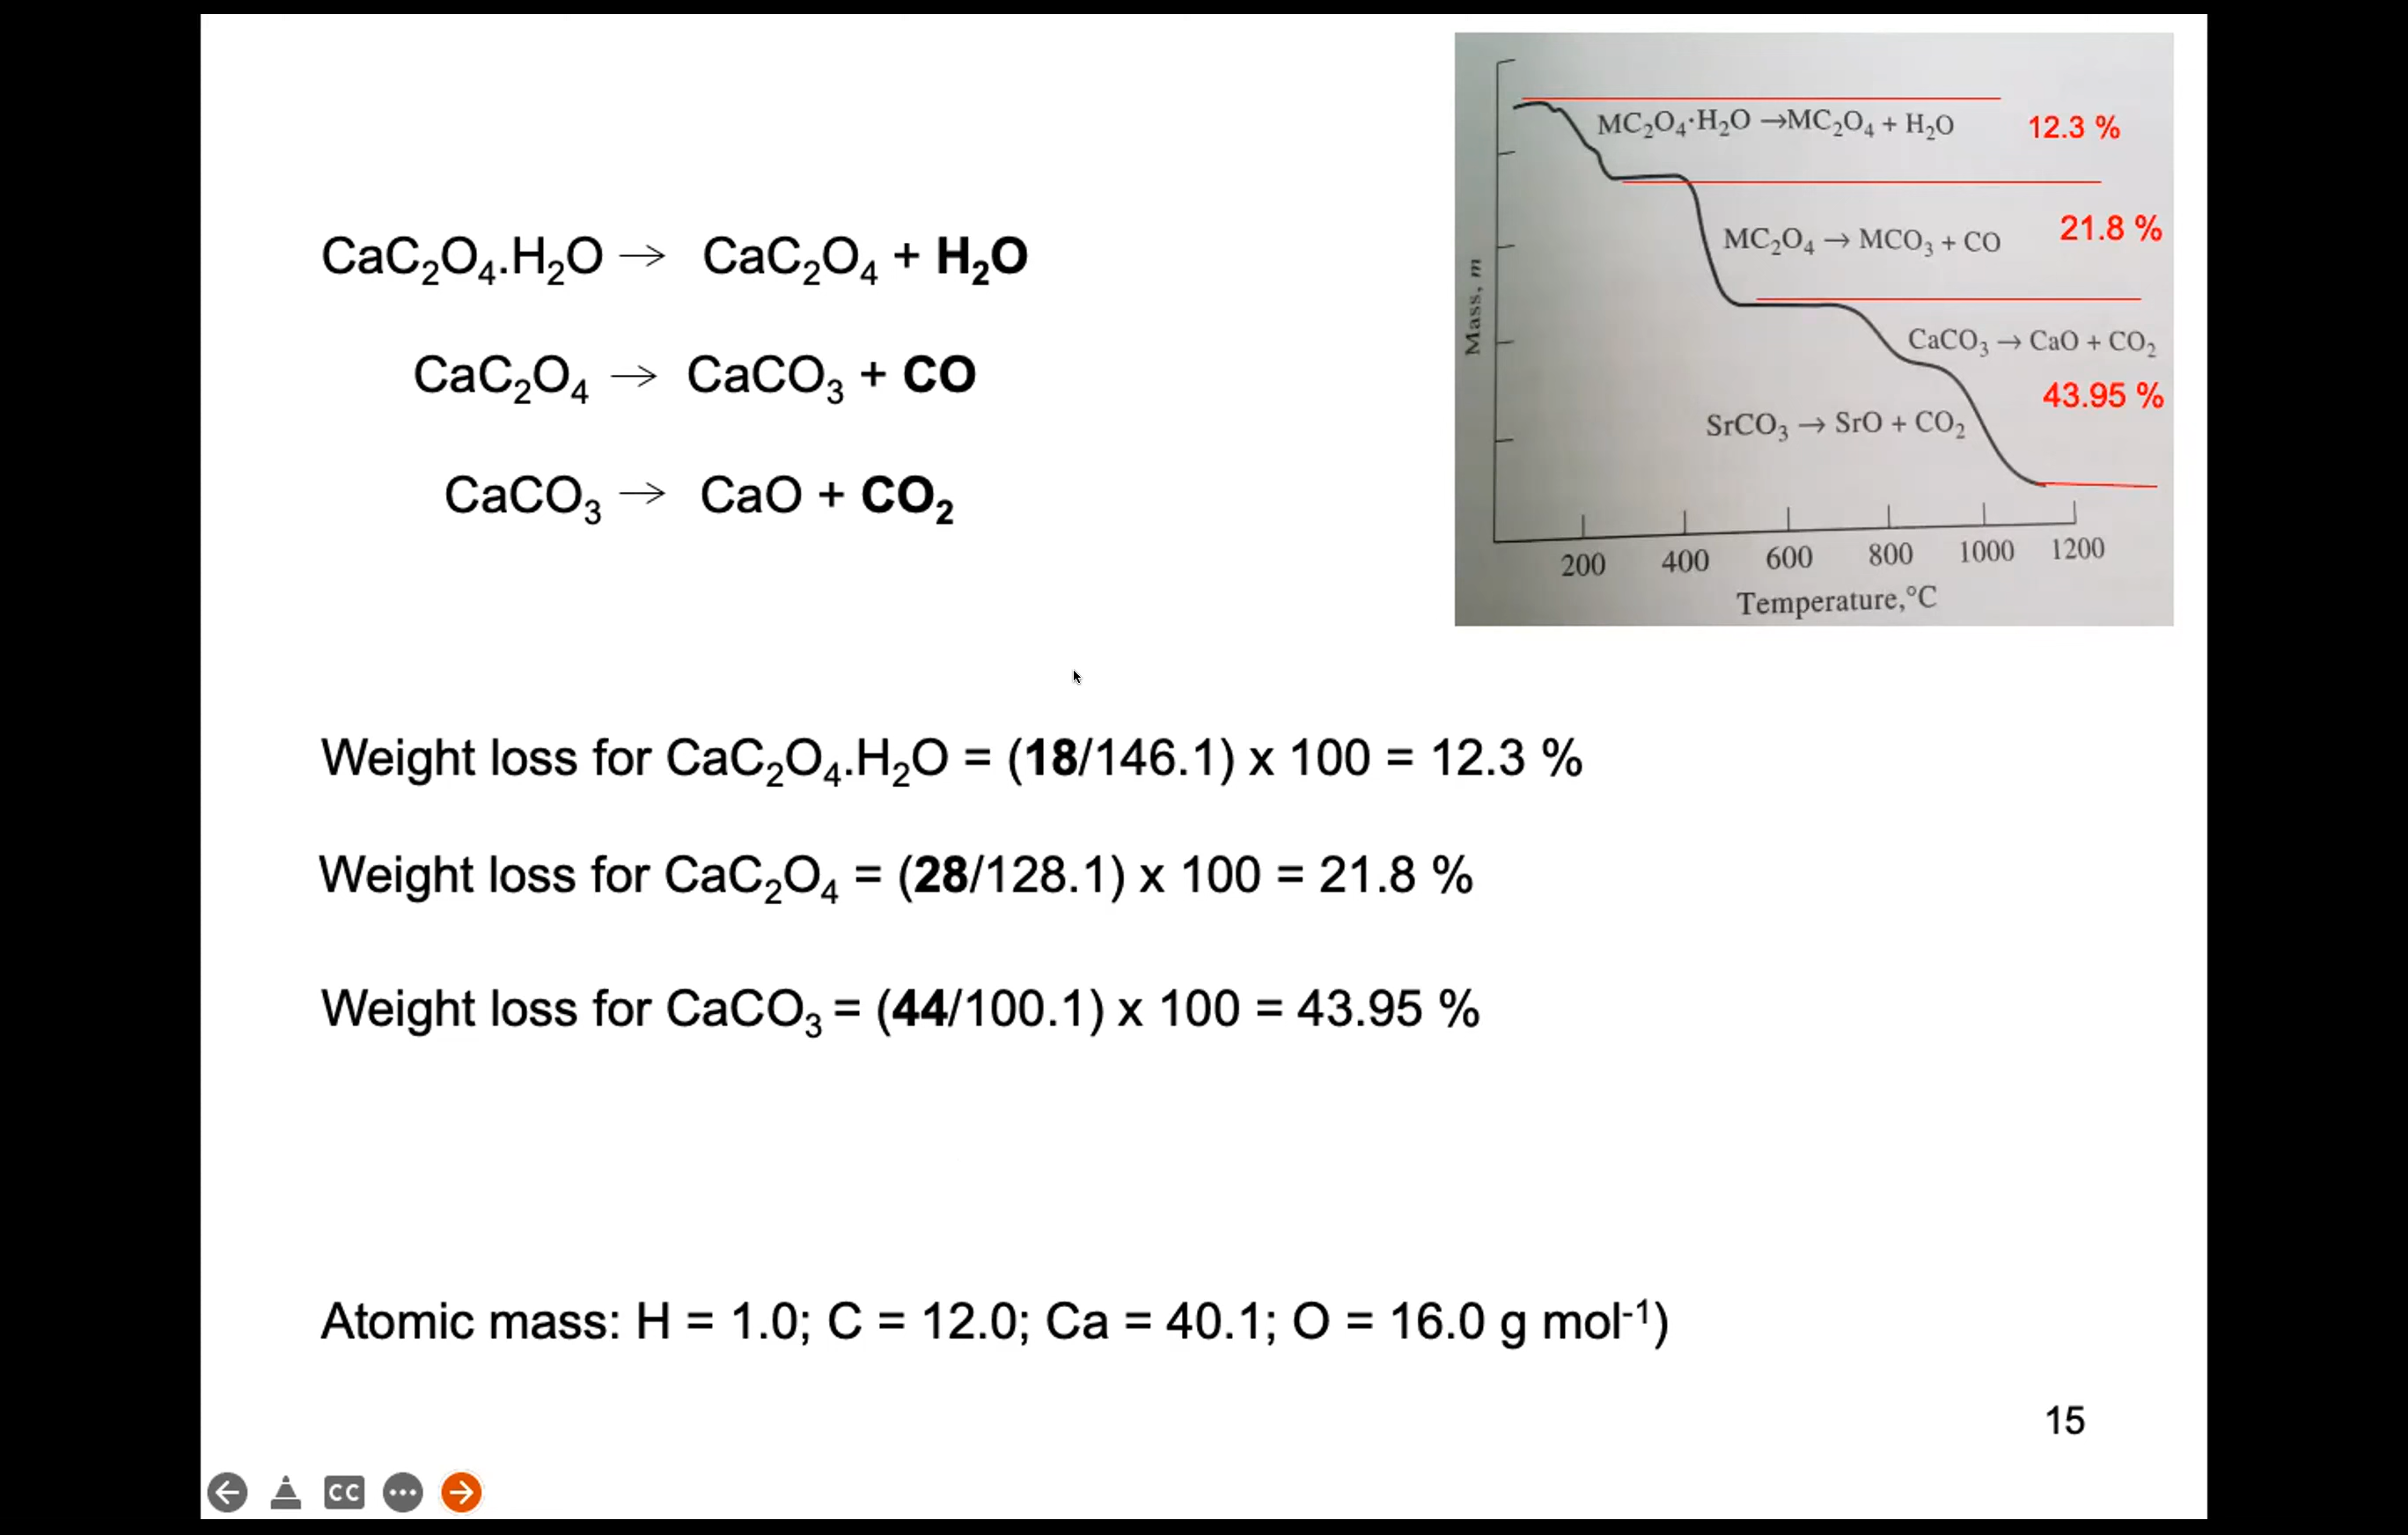 MC₂O₄·H₂O →MC₂O₄ + H₂O
12.3 %
MC₂O₄ → MCO₃ + CO
21.8 %
CaCO₃ → CaO + CO₂
43.95 %
SrCO₃ → SrO + CO₂
Mass, m
200 400 600 800 1000 1200
Temperature,°C
CaC₂O₄.H₂O → CaC₂O₄ + H₂O
CaC₂O₄ → CaCO₃ + CO
CaCO₃ → CaO + CO₂
Weight loss for CaC₂O₄.H₂O = (18/146.1) x 100 = 12.3 %
Weight loss for CaC₂O₄ = (28/128.1) x 100 = 21.8 %
Weight loss for CaCO₃ = (44/100.1) x 100 = 43.95 %
Atomic mass: H = 1.0; C = 12.0; Ca = 40.1; O = 16.0 g mol⁻¹)
15
CC